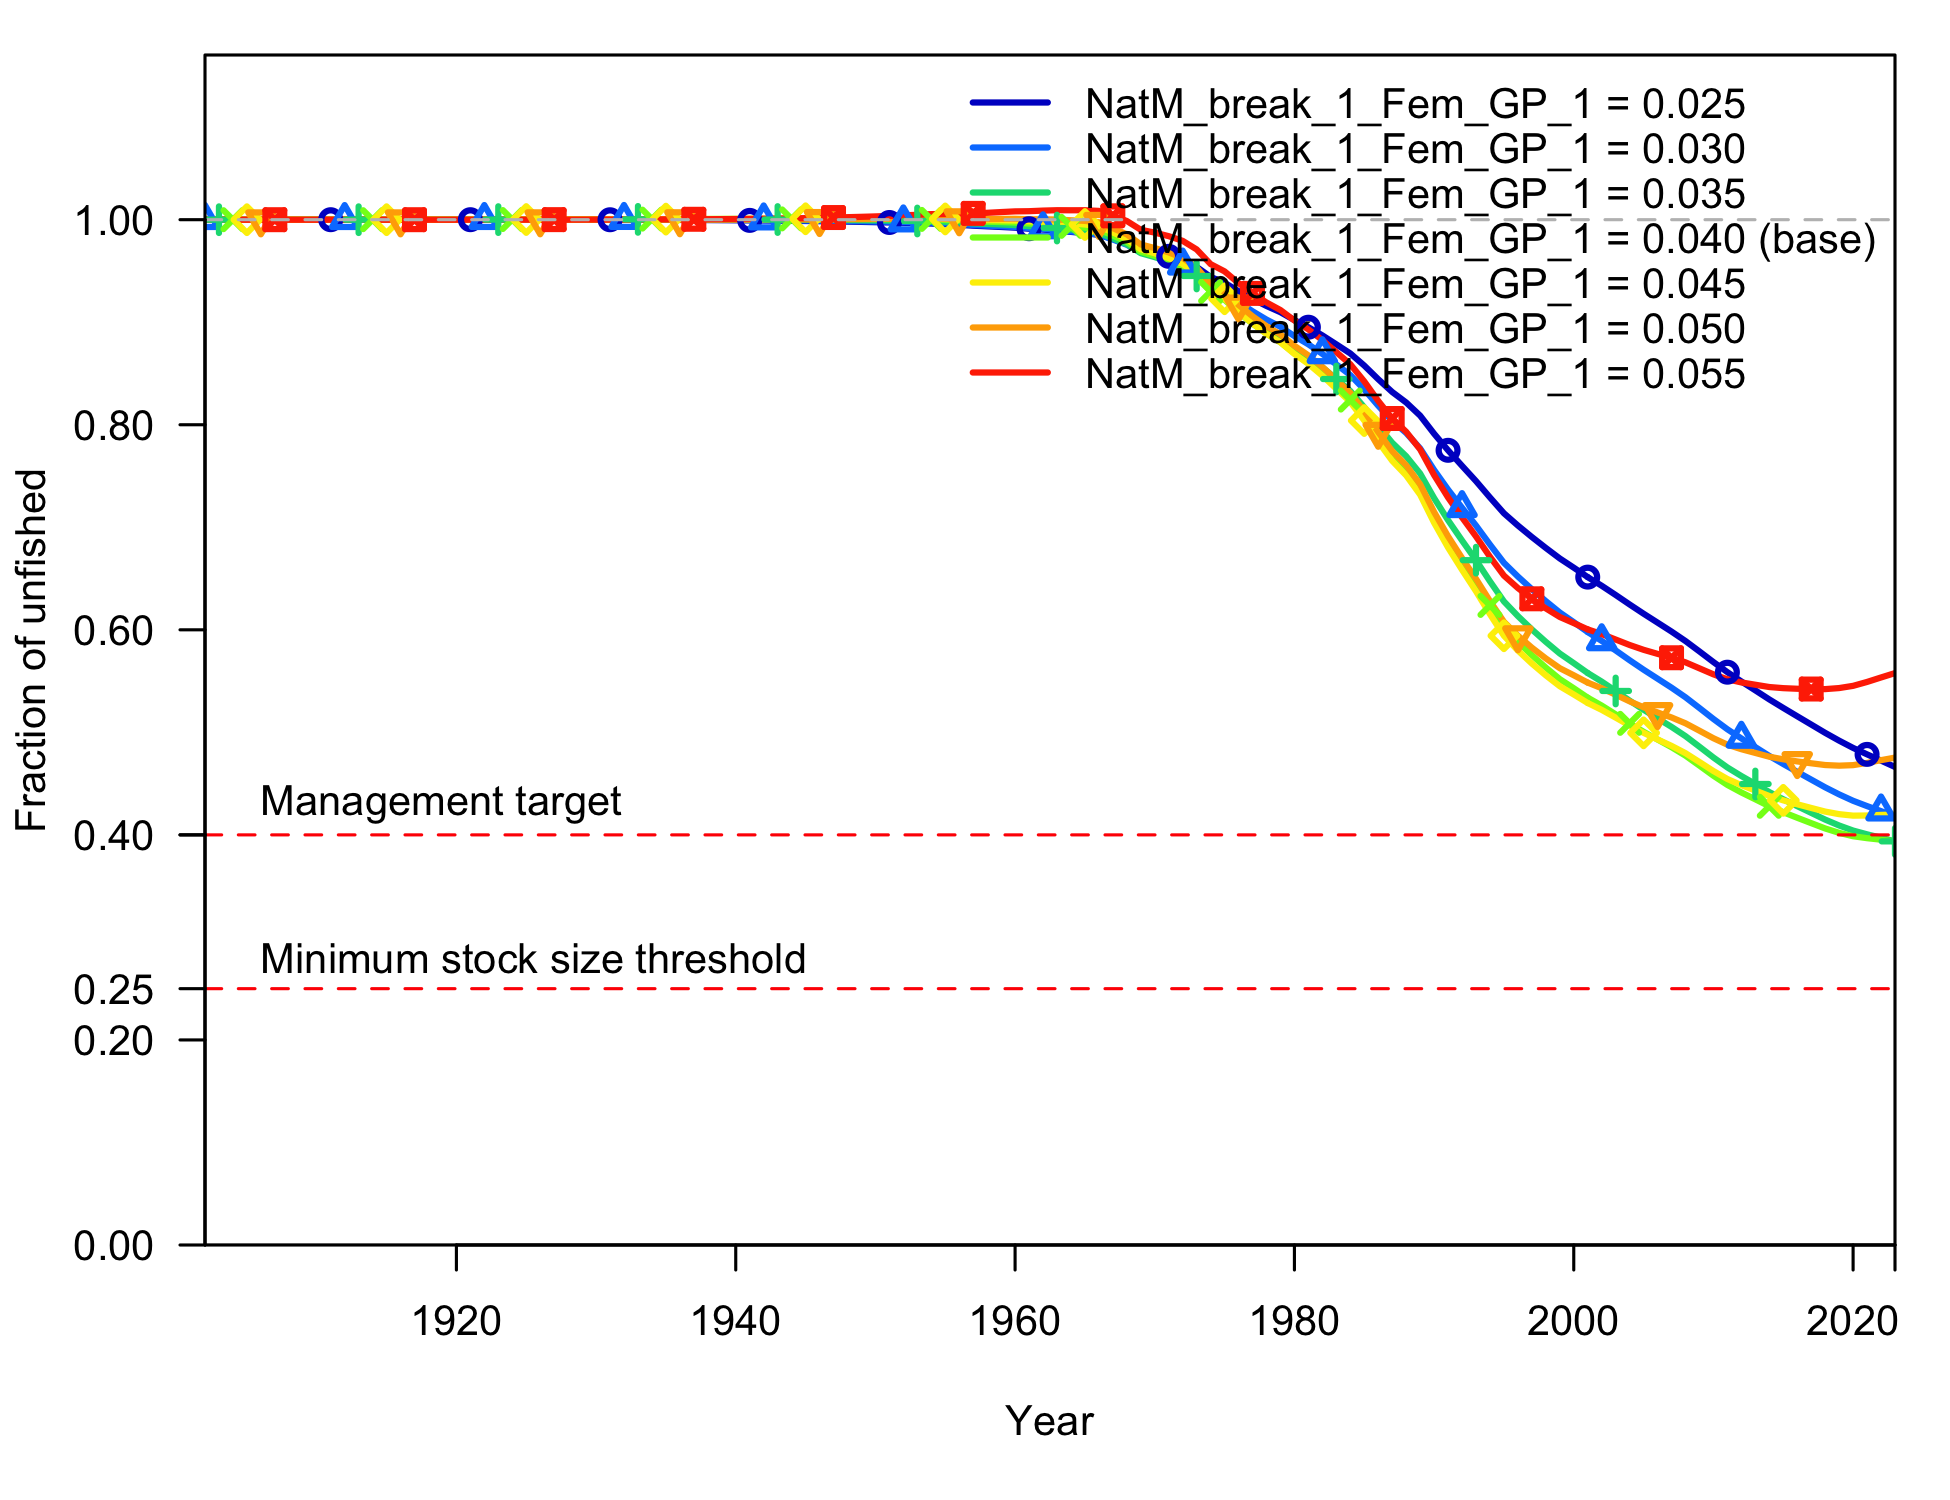 NatM_break_1_Fem_GP_1 = 0.025
NatM_break_1_Fem_GP_1 = 0.030
NatM_break_1_Fem_GP_1 = 0.035
NatM_break_1_Fem_GP_1 = 0.040 (base)
NatM_break_1_Fem_GP_1 = 0.045
NatM_break_1_Fem_GP_1 = 0.050
NatM_break_1_Fem_GP_1 = 0.055
Fraction of unfished
1.00
0.80
0.60
0.40
0.25
0.20
0.00
Management target
Minimum stock size threshold
1920
1940
1960
1980
2000
2020
Year